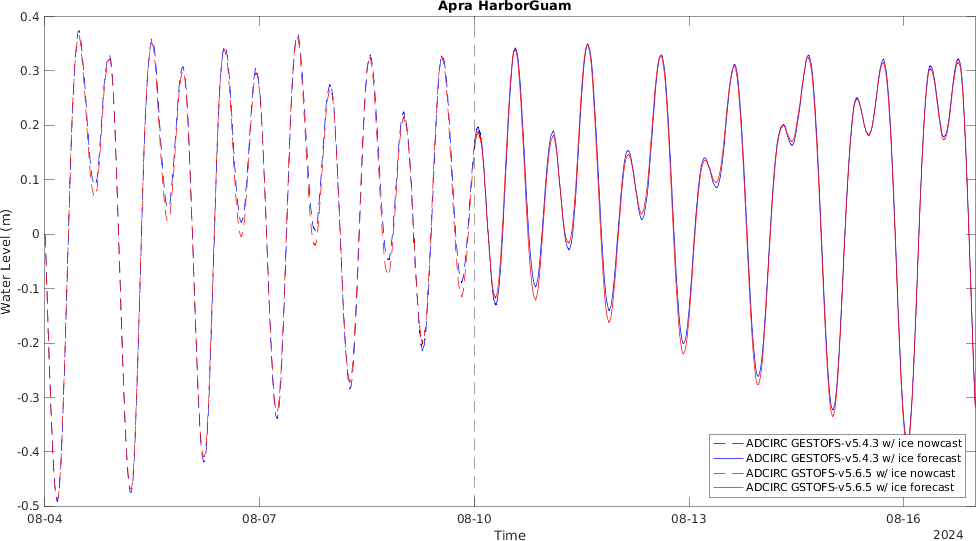 Apra HarborGuam
0.4
0.3
0.2
0.1
0
-0.1
-0.2
-0.3
-0.4
-0.5
Water Level (m)
ADCIRC GESTOFS-v5.4.3 w/ ice nowcast
ADCIRC GESTOFS-v5.4.3 w/ ice forecast
ADCIRC GSTOFS-v5.6.5 w/ ice nowcast
ADCIRC GSTOFS-v5.6.5 w/ ice forecast
08-04 08-07 08-10 08-13 08-16
Time
2024